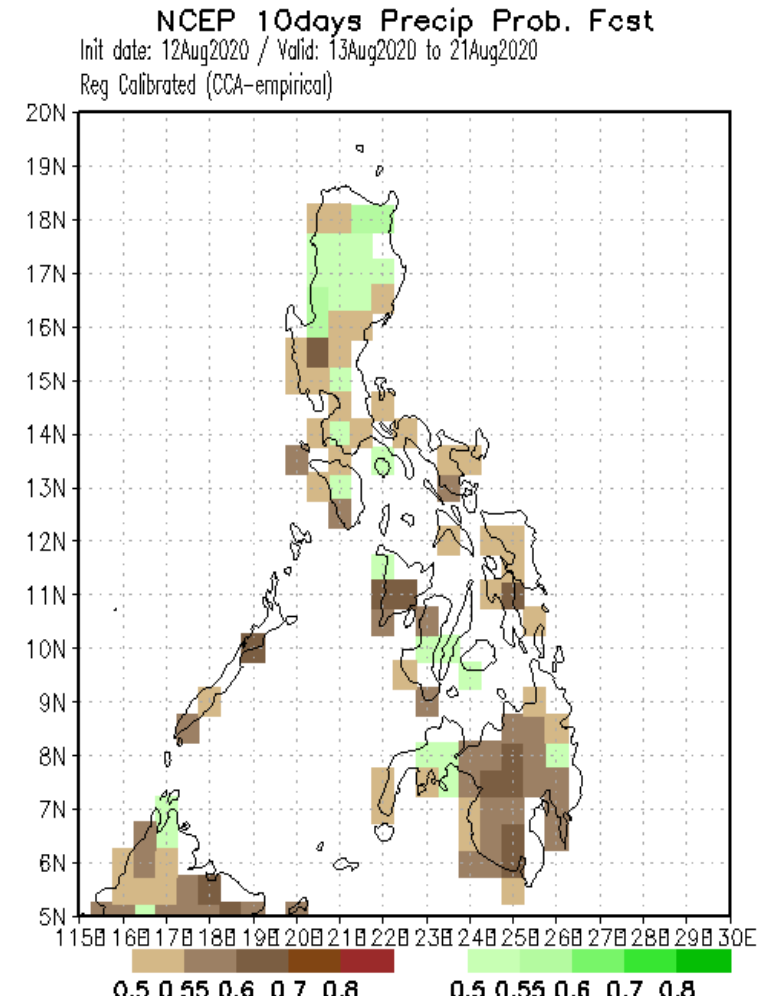 NCEP 10days Precip Prob. Fcst
Init date: 12Aug2020 / Valid: 13Aug2020 to 21Aug2020
Reg Calibrated (CCA-empirical)
20N
19N
18N
17N
16N
15N
14N
13N
12N
11N
10N
9N
8N
7N
6N
5N
115E 116E 117E 118E 119E 120E 121E 122E 123E 124E 125E 126E 127E 128E 129E 130E
0.5 0.55 0.6 0.7 0.8 0.5 0.55 0.6 0.7 0.8